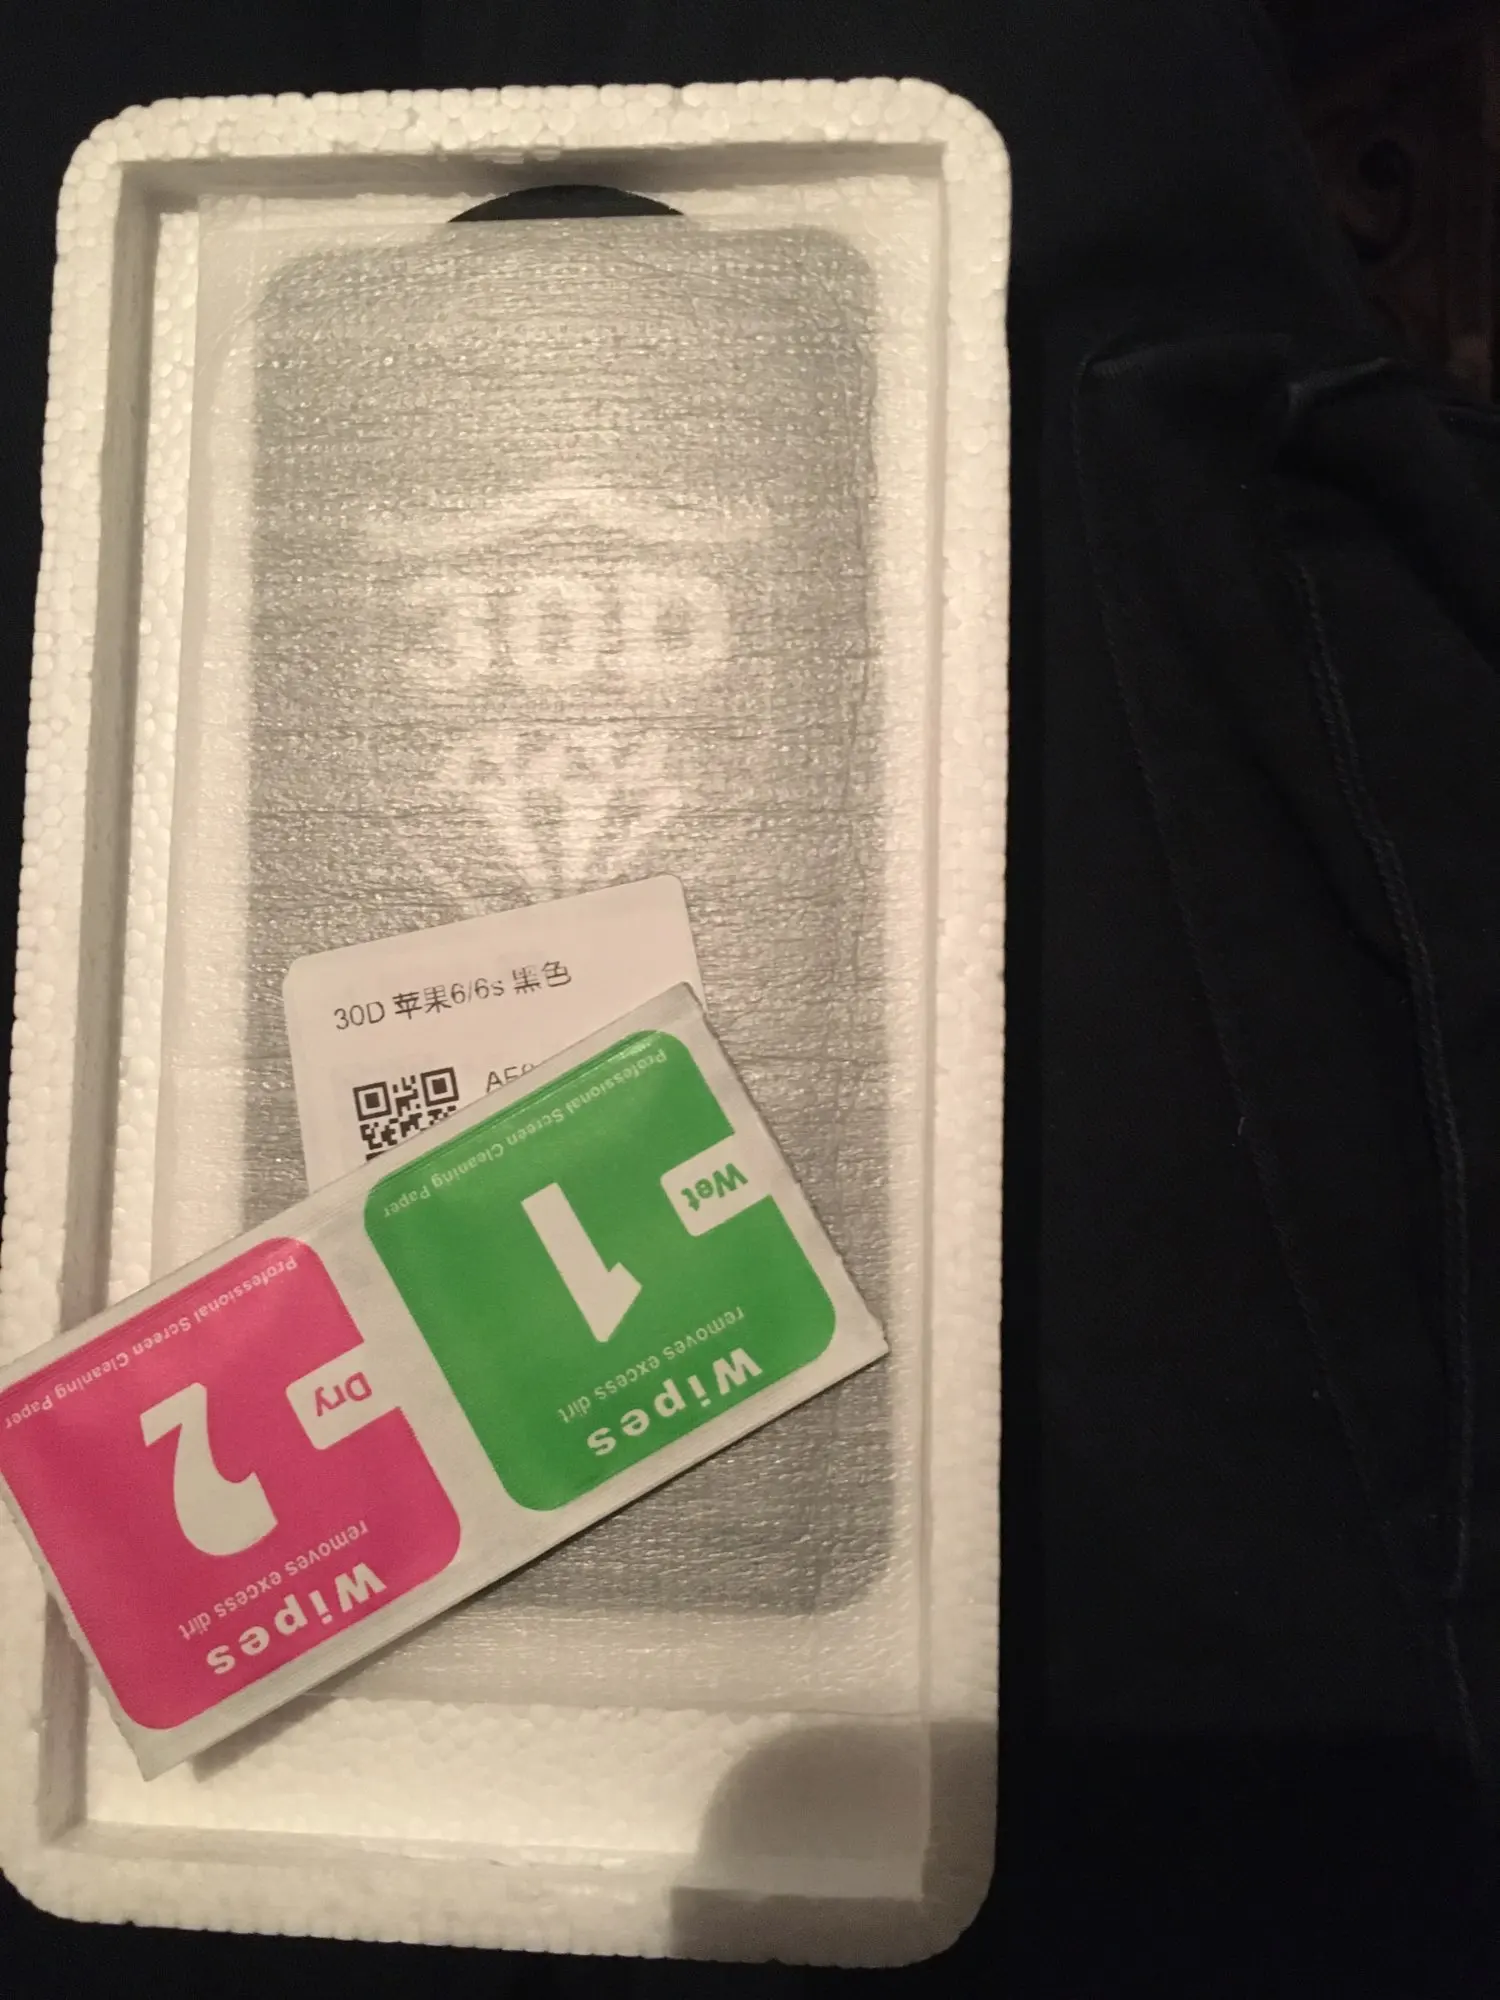 30D
30D 苹果6/6s 黑色
Wipes
removes excess dirt
1
Wet
Professional Screen Cleaning Paper
Wipes
removes excess dirt
2
Dry
Professional Screen Cleaning Paper